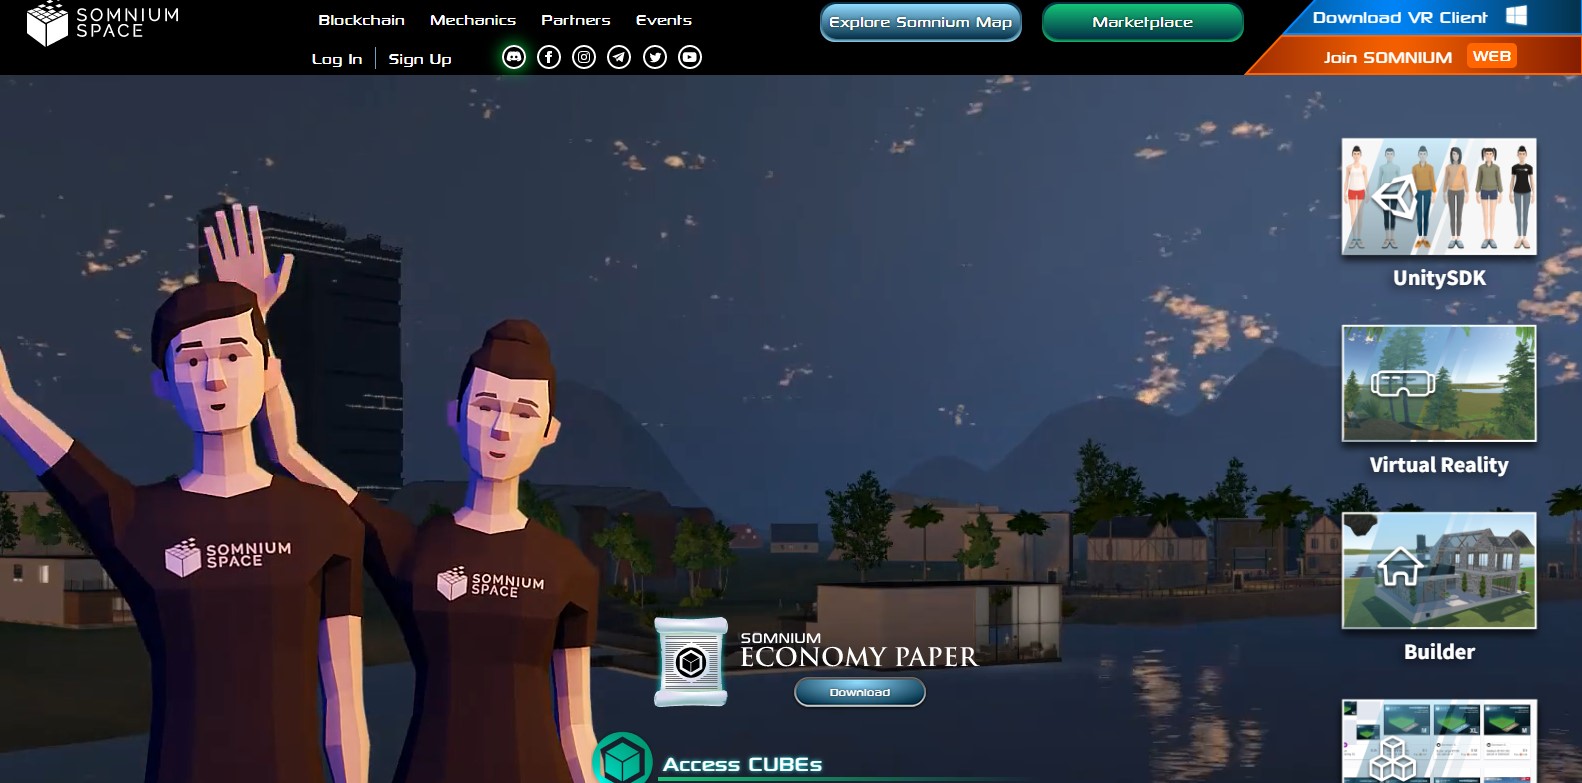 SOMNIUM
SPACE
Blockchain
Mechanics
Partners
Events
Log In
Sign Up
Explore Somnium Map
Marketplace
Download VR Client
Join SOMNIUM WEB
UnitySDK
Virtual Reality
Builder
SOMNIUM
SPACE
SOMNIUM
SPACE
SOMNIUM
ECONOMY PAPER
Download
Access CUBEs